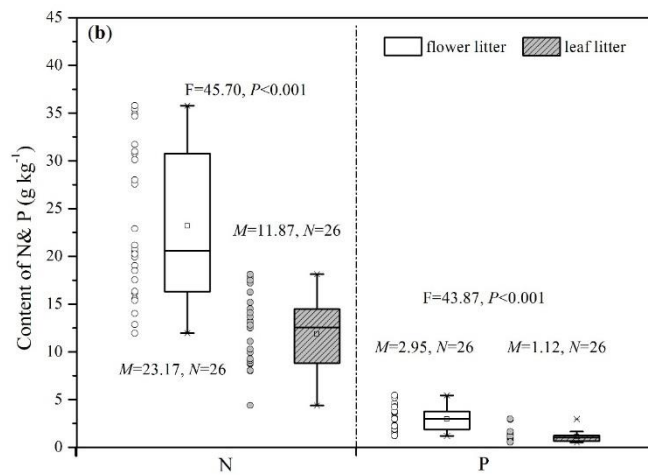 (b)
flower litter
leaf litter
F=45.70, P<0.001
M=11.87, N=26
M=23.17, N=26
F=43.87, P<0.001
M=2.95, N=26
M=1.12, N=26
Content of N& P (g kg⁻¹)
45
40
35
30
25
20
15
10
5
0
N
P